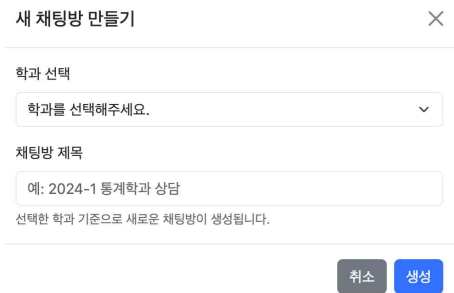 새 채팅방 만들기
학과 선택
학과를 선택해주세요.
채팅방 제목
예: 2024-1 통계학과 상담
선택한 학과 기준으로 새로운 채팅방이 생성됩니다.
취소 생성